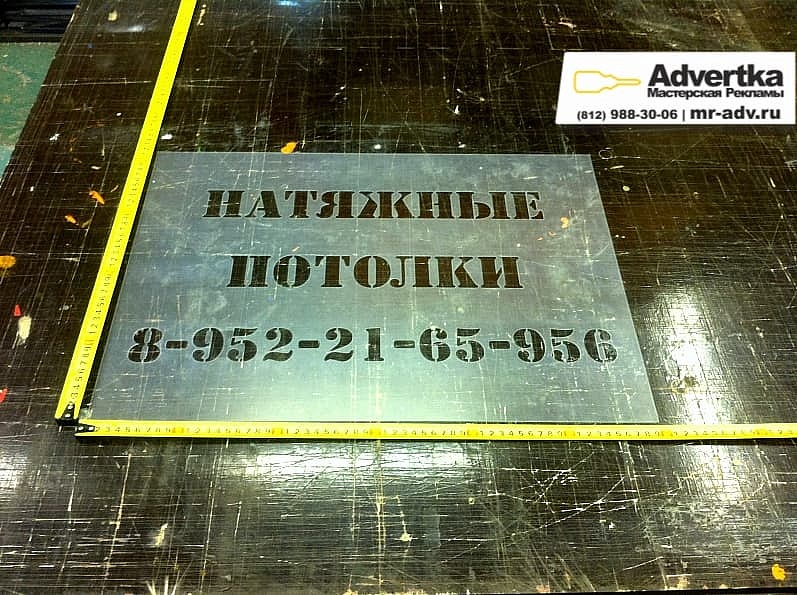 Advertka
Мастерская Рекламы
(812) 988-30-06 | mr-adv.ru
НАТЯЖНЫЕ
ПОТОЛКИ
8-952-21-65-956